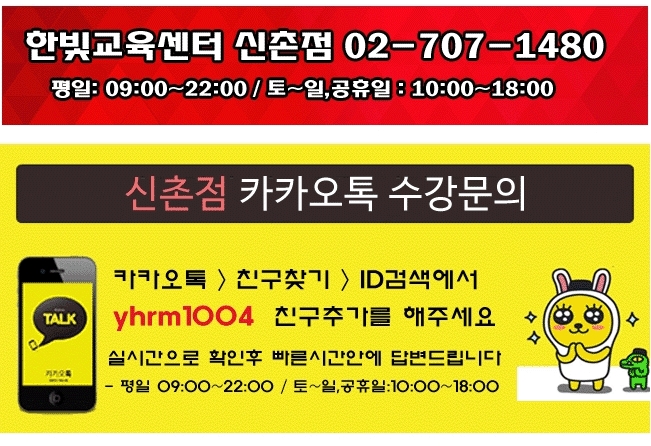 한빛교육센터 신촌점 02-707-1480
평일: 09:00~22:00 / 토~일,공휴일 : 10:00~18:00
신촌점 카카오톡 수강문의
카카오톡 > 친구찾기 > ID검색에서
yhrm1004 친구추가를 해주세요
실시간으로 확인후 빠른시간안에 답변드립니다
- 평일 09:00~22:00 / 토~일,공휴일:10:00~18:00
TALK
카카오톡